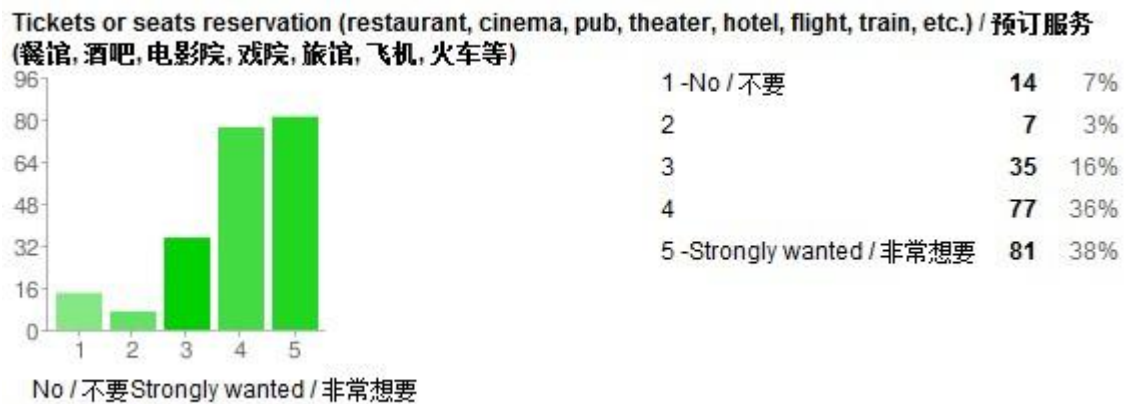 Tickets or seats reservation (restaurant, cinema, pub, theater, hotel, flight, train, etc.) / 预订服务
(餐馆, 酒吧, 电影院, 戏院, 旅馆, 飞机, 火车等)
96
80
64
48
32
16
0
1 2 3 4 5
No / 不要Strongly wanted / 非常想要
1 -No / 不要 14 7%
2 7 3%
3 35 16%
4 77 36%
5 -Strongly wanted / 非常想要 81 38%